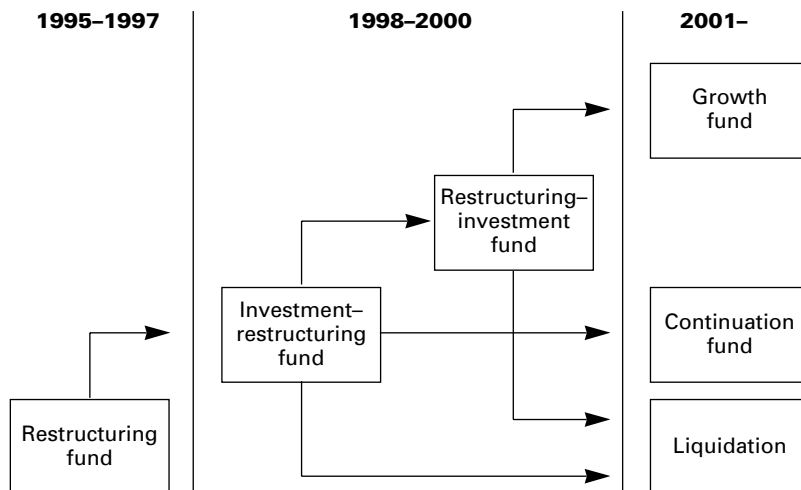 1995–1997
1998–2000
2001–
Growth
fund
Restructuring–
investment
fund
Investment–
restructuring
fund
Continuation
fund
Restructuring
fund
Liquidation